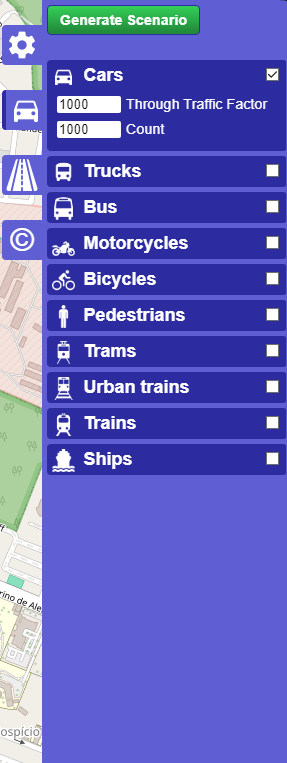 Generate Scenario
Cars
1000 Through Traffic Factor
1000 Count
Trucks
Bus
Motorcycles
Bicycles
Pedestrians
Trams
Urban trains
Trains
Ships
©
rino de Ale
ospício